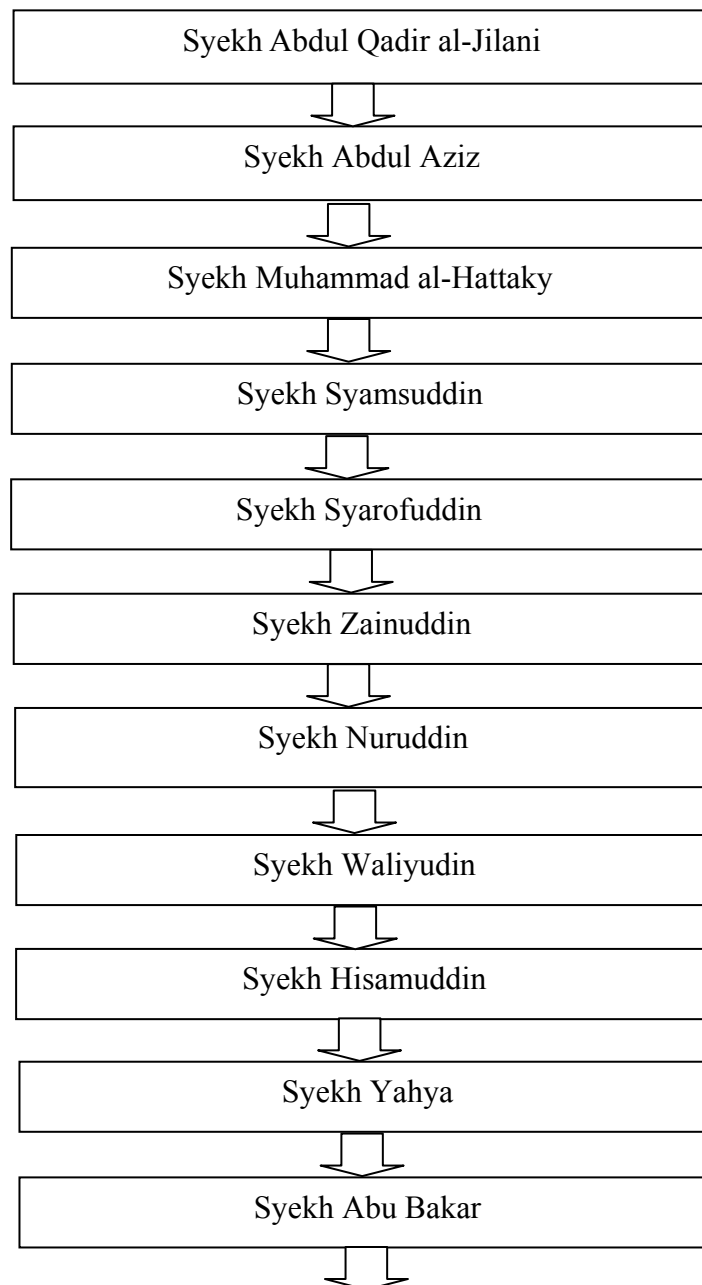 Syekh Abdul Qadir al-Jilani
Syekh Abdul Aziz
Syekh Muhammad al-Hattaky
Syekh Syamsuddin
Syekh Syarofuddin
Syekh Zainuddin
Syekh Nuruddin
Syekh Waliyudin
Syekh Hisamuddin
Syekh Yahya
Syekh Abu Bakar